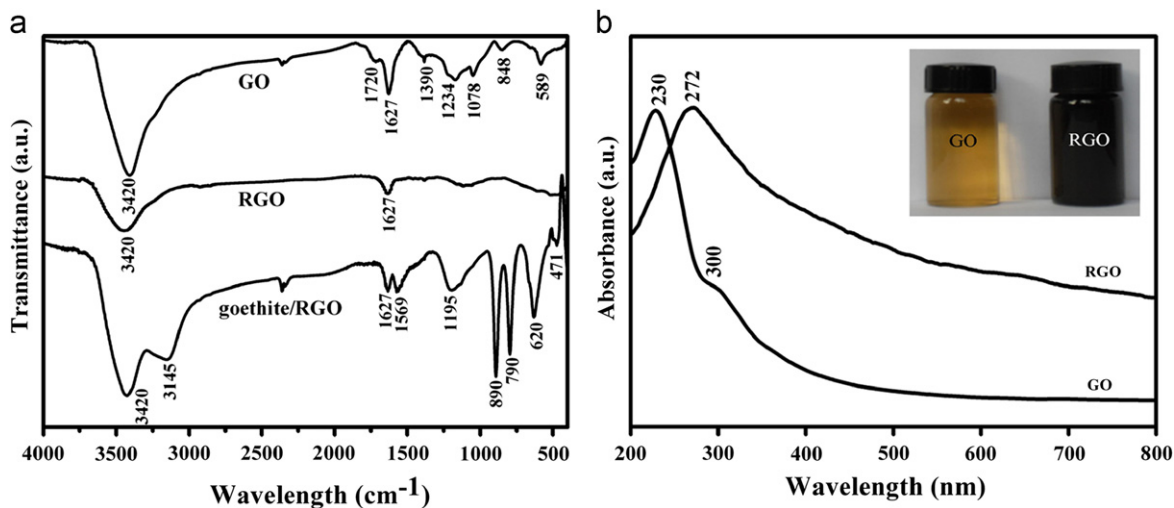 a
Transmittance (a.u.)
GO
3420
1720
1627
1390
1234
1078
848
589
RGO
3420
1627
goethite/RGO
3420
3145
1627
1569
1195
890
790
620
471
4000 3500 3000 2500 2000 1500 1000 500
Wavelength (cm⁻¹)
b
Absorbance (a.u.)
230
272
300
GO
RGO
RGO
GO
200 300 400 500 600 700 800
Wavelength (nm)